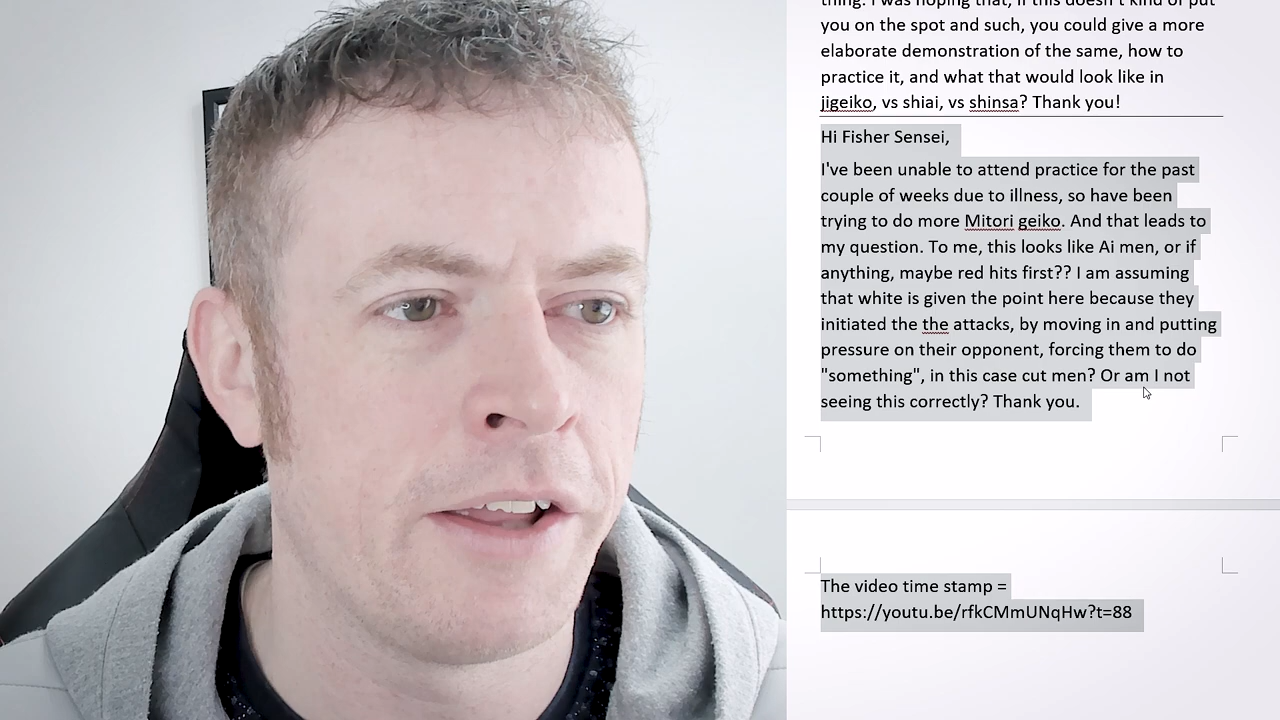 thing. I was hoping that, if this doesn't kind of put
you on the spot and such, you could give a more
elaborate demonstration of the same, how to
practice it, and what that would look like in
jigeiko, vs shiai, vs shinsa? Thank you!
Hi Fisher Sensei,
I've been unable to attend practice for the past
couple of weeks due to illness, so have been
trying to do more Mitori geiko. And that leads to
my question. To me, this looks like Ai men, or if
anything, maybe red hits first?? I am assuming
that white is given the point here because they
initiated the the attacks, by moving in and putting
pressure on their opponent, forcing them to do
"something", in this case cut men? Or am I not
seeing this correctly? Thank you.
The video time stamp =
https://youtu.be/rfkCMmUNqHw?t=88